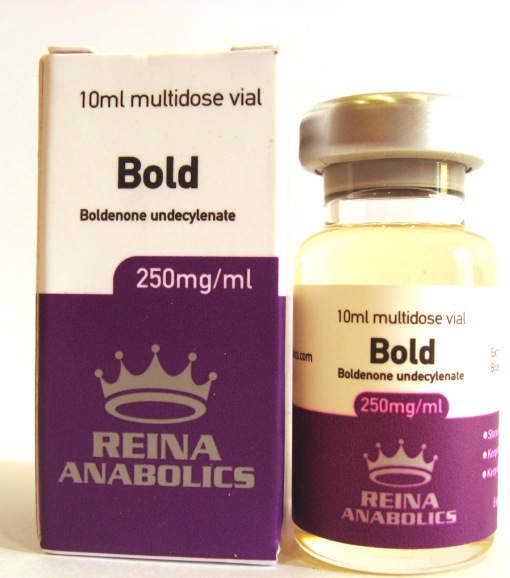 10ml multidose vial
Bold
Boldenone undecylenate
250mg/ml
REINA
ANABOLICS
10ml multidose vial
Bold
Boldenone undecylenate
250mg/ml
REINA
ANABOLICS